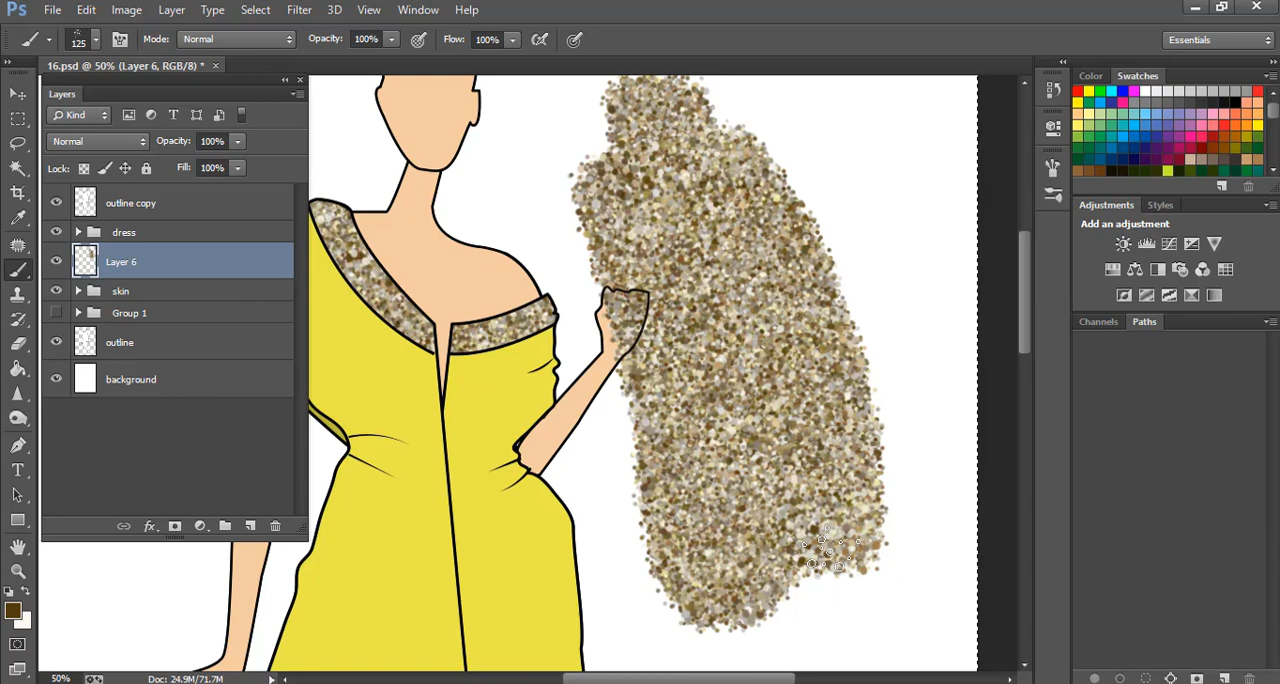 Ps File Edit Image Layer Type Select Filter 3D View Window Help
125 Mode: Normal Opacity: 100% Flow: 100% Essentials
16.psd @ 50% (Layer 6, RGB/8) *
Layers
Kind
Normal Opacity: 100%
Lock: Fill: 100%
outline copy
dress
Layer 6
skin
Group 1
outline
background
fx
Color Swatches
Adjustments Styles
Add an adjustment
Channels Paths
50% Doc: 24.9M/71.7M